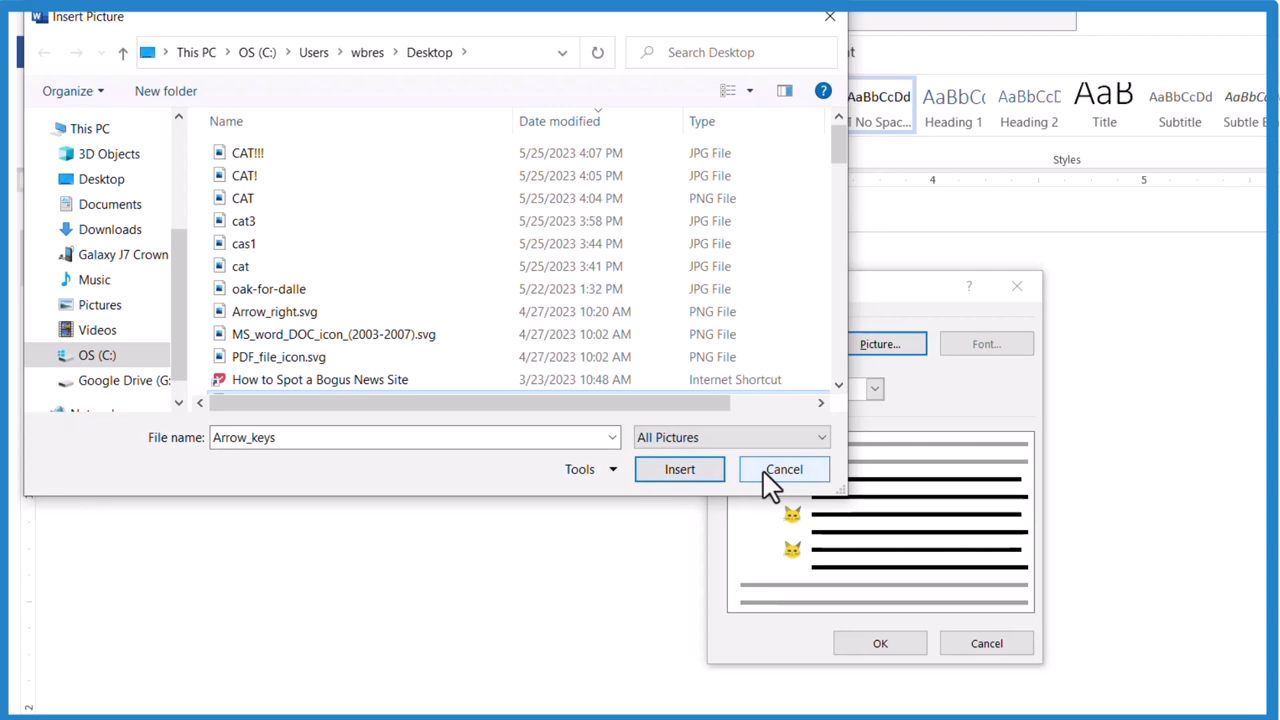 Insert Picture
This PC > OS (C:) > Users > wbres > Desktop >
Search Desktop
Organize
New folder
?
This PC
3D Objects
Desktop
Documents
Downloads
Galaxy J7 Crown
Music
Pictures
Videos
OS (C:)
Google Drive (G:
Name Date modified Type
CAT!!! 5/25/2023 4:07 PM JPG File
CAT! 5/25/2023 4:05 PM JPG File
CAT 5/25/2023 4:04 PM PNG File
cat3 5/25/2023 3:58 PM JPG File
cas1 5/25/2023 3:44 PM JPG File
cat 5/25/2023 3:41 PM JPG File
oak-for-dalle 5/22/2023 1:32 PM JPG File
Arrow_right.svg 4/27/2023 10:20 AM PNG File
MS_word_DOC_icon_(2003-2007).svg 4/27/2023 10:02 AM PNG File
PDF_file_icon.svg 4/27/2023 10:02 AM PNG File
How to Spot a Bogus News Site 3/23/2023 10:48 AM Internet Shortcut
File name: Arrow_keys
All Pictures
Tools
Insert
Cancel
AaBbCcDd AaBbCc AaBbCcD AaB AaBbCcDd AaBbCc
No Spac... Heading 1 Heading 2 Title Subtitle Subtle E
Styles
4 5
?
Picture... Font...
OK Cancel
2